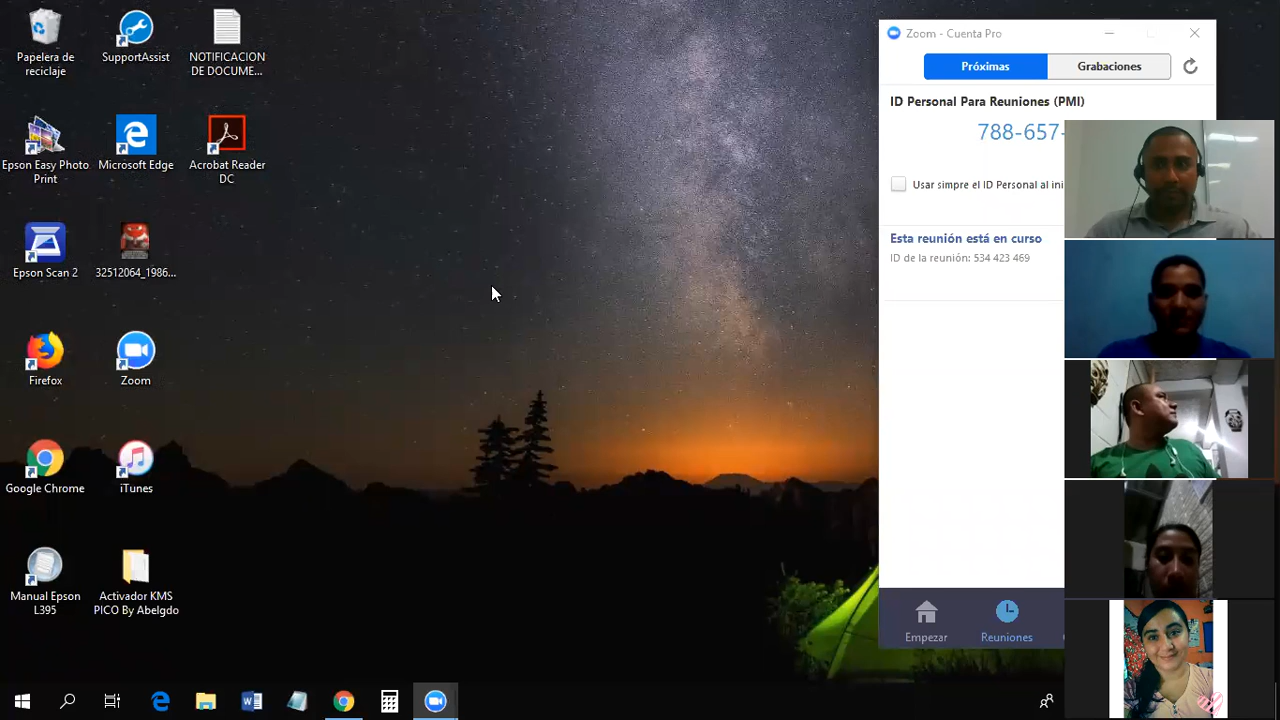 Papelera de
reciclaje
SupportAssist
NOTIFICACION
DE DOCUME...
Epson Easy Photo
Print
Microsoft Edge
Acrobat Reader
DC
Epson Scan 2
32512064_1986...
Firefox
Zoom
Google Chrome
iTunes
Manual Epson
L395
Activador KMS
PICO By Abelgdo
Zoom - Cuenta Pro
Próximas
Grabaciones
ID Personal Para Reuniones (PMI)
788-657-
Usar simpre el ID Personal al ini
Esta reunión está en curso
ID de la reunión: 534 423 469
Empezar
Reuniones